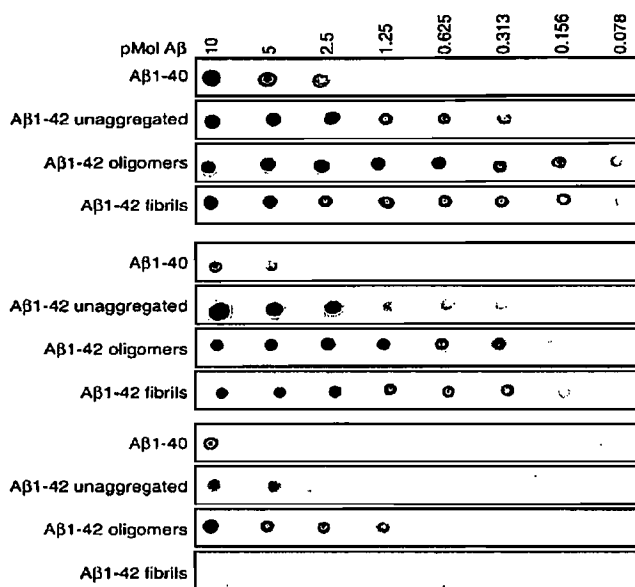 pMol Aβ 10 5 2.5 1.25 0.625 0.313 0.156 0.078
Aβ1-40
Aβ1-42 unaggregated
Aβ1-42 oligomers
Aβ1-42 fibrils
Aβ1-40
Aβ1-42 unaggregated
Aβ1-42 oligomers
Aβ1-42 fibrils
Aβ1-40
Aβ1-42 unaggregated
Aβ1-42 oligomers
Aβ1-42 fibrils